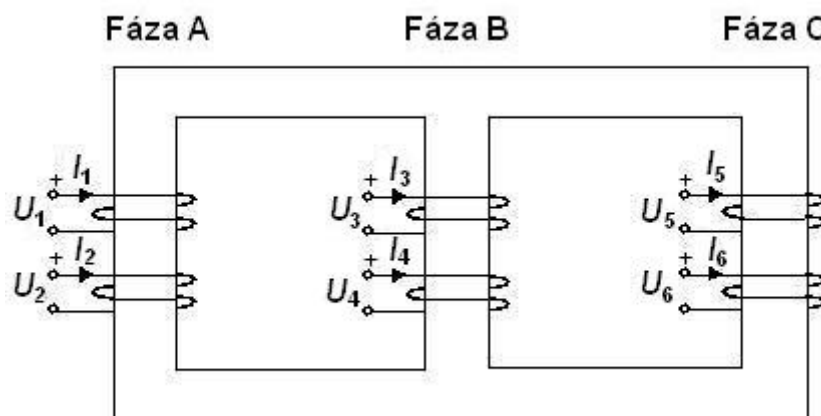 Fáza A Fáza B Fáza C
+ I1 + I3 + I5
U1 U3 U5
+ I2 + I4 + I6
U2 U4 U6